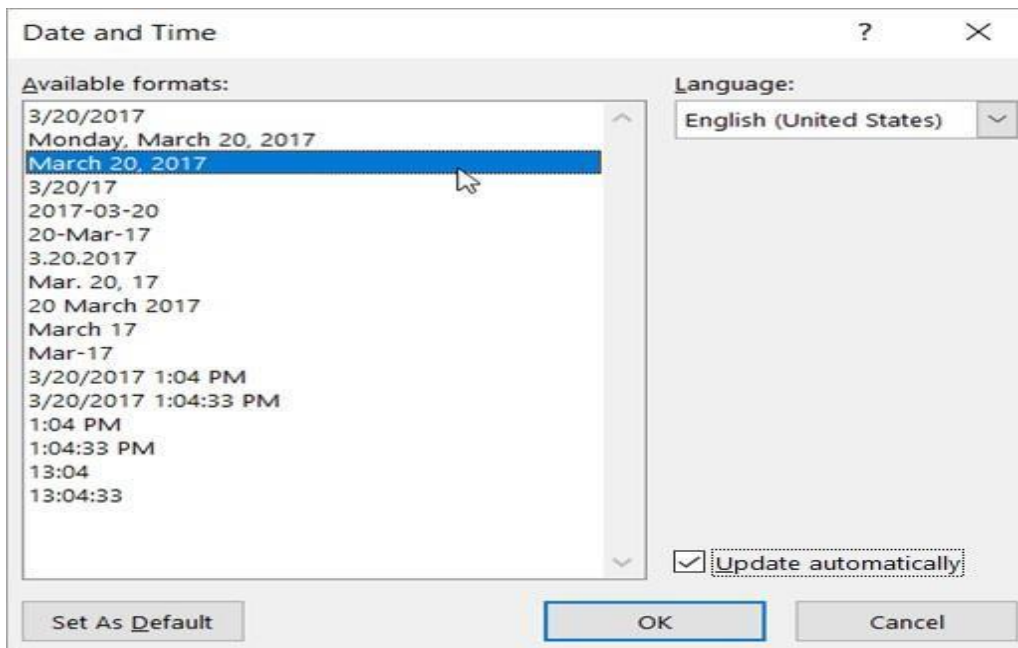 Date and Time
?
Available formats:
Language:
3/20/2017
English (United States)
Monday, March 20, 2017
March 20, 2017
3/20/17
2017-03-20
20-Mar-17
3.20.2017
Mar. 20, 17
20 March 2017
March 17
Mar-17
3/20/2017 1:04 PM
3/20/2017 1:04:33 PM
1:04 PM
1:04:33 PM
13:04
13:04:33
Update automatically
Set As Default
OK
Cancel